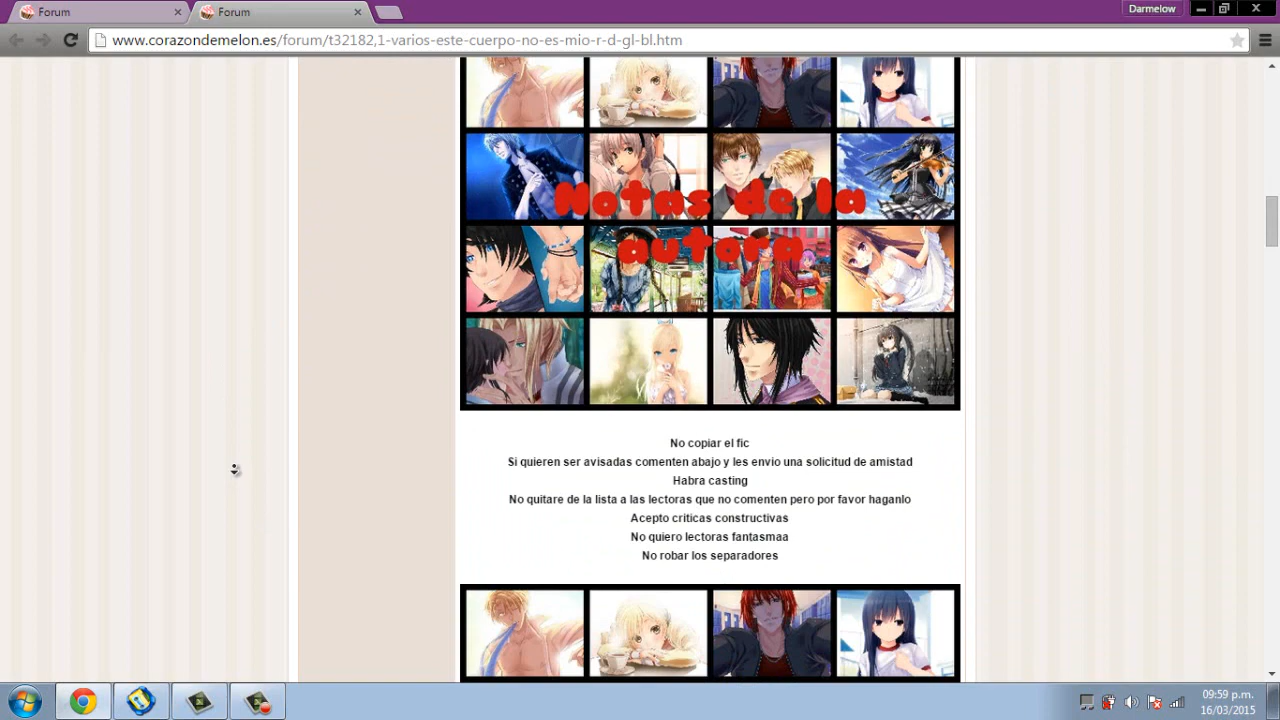 Forum
Forum
Darmelow
www.corazondemelon.es/forum/t32182,1-varios-este-cuerpo-no-es-mio-r-d-gl-bl.htm
Notas de la
autora
No copiar el fic
Si quieren ser avisadas comenten abajo y les envio una solicitud de amistad
Habra casting
No quitare de la lista a las lectoras que no comenten pero por favor haganlo
Acepto criticas constructivas
No quiero lectoras fantasmaa
No robar los separadores
09:59 p.m.
16/03/2015